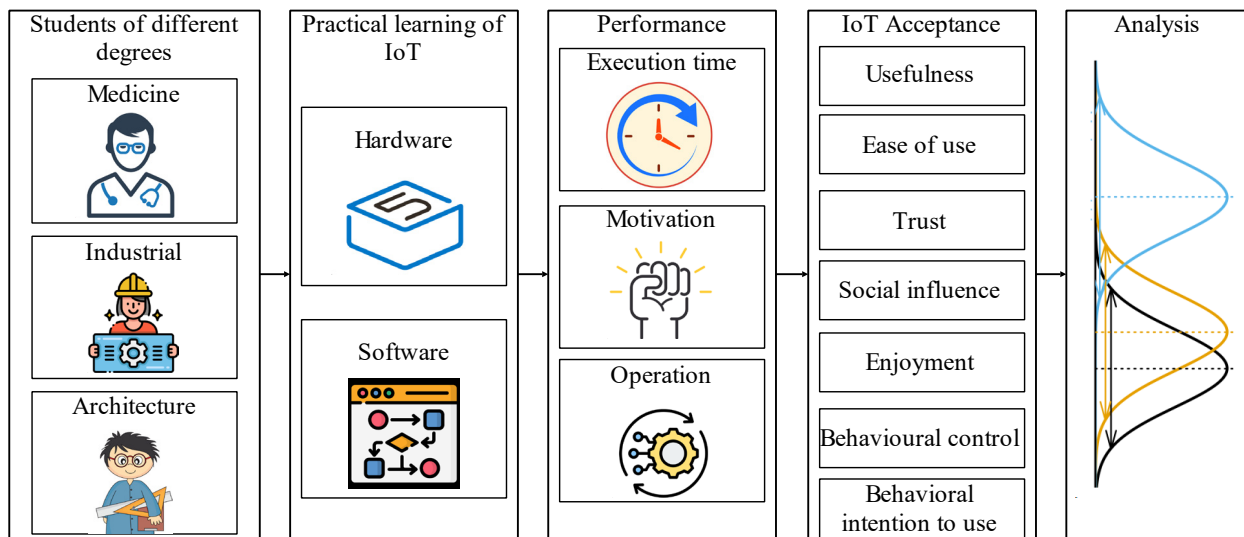 Students of different
degrees
Medicine
Industrial
Architecture
Practical learning of
IoT
Hardware
Software
Performance
Execution time
Motivation
Operation
IoT Acceptance
Usefulness
Ease of use
Trust
Social influence
Enjoyment
Behavioural control
Behavioral
intention to use
Analysis